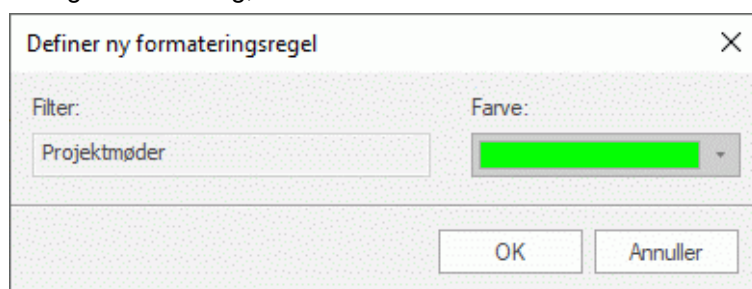 Definer ny formateringsregel
Filter:
Farve:
Projektmøder
OK
Annuller